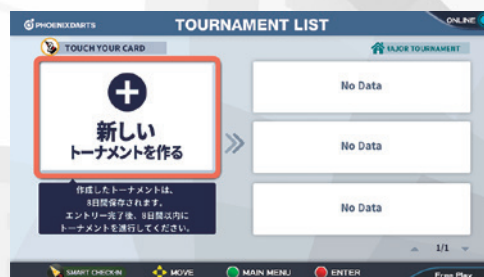 PHOENIXDARTS
TOURNAMENT LIST
ONLINE
TOUCH YOUR CARD
MAJOR TOURNAMENT
新しい
トーナメントを作る
No Data
No Data
No Data
作成したトーナメントは、
8日間保存されます。
エントリー完了後、8日間以内に
トーナメントを進行してください。
1/1
SMART CHECK-IN
MOVE
MAIN MENU
ENTER
Free Play